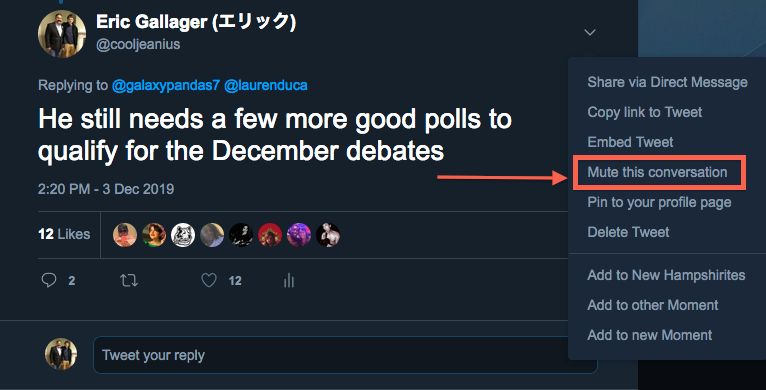 Eric Gallager (エリック)
@cooljeanius
Replying to @galaxypandas7 @laurenduca
He still needs a few more good polls to
qualify for the December debates
2:20 PM - 3 Dec 2019
12 Likes
2
12
Tweet your reply
Share via Direct Message
Copy link to Tweet
Embed Tweet
Mute this conversation
Pin to your profile page
Delete Tweet
Add to New Hampshirites
Add to other Moment
Add to new Moment